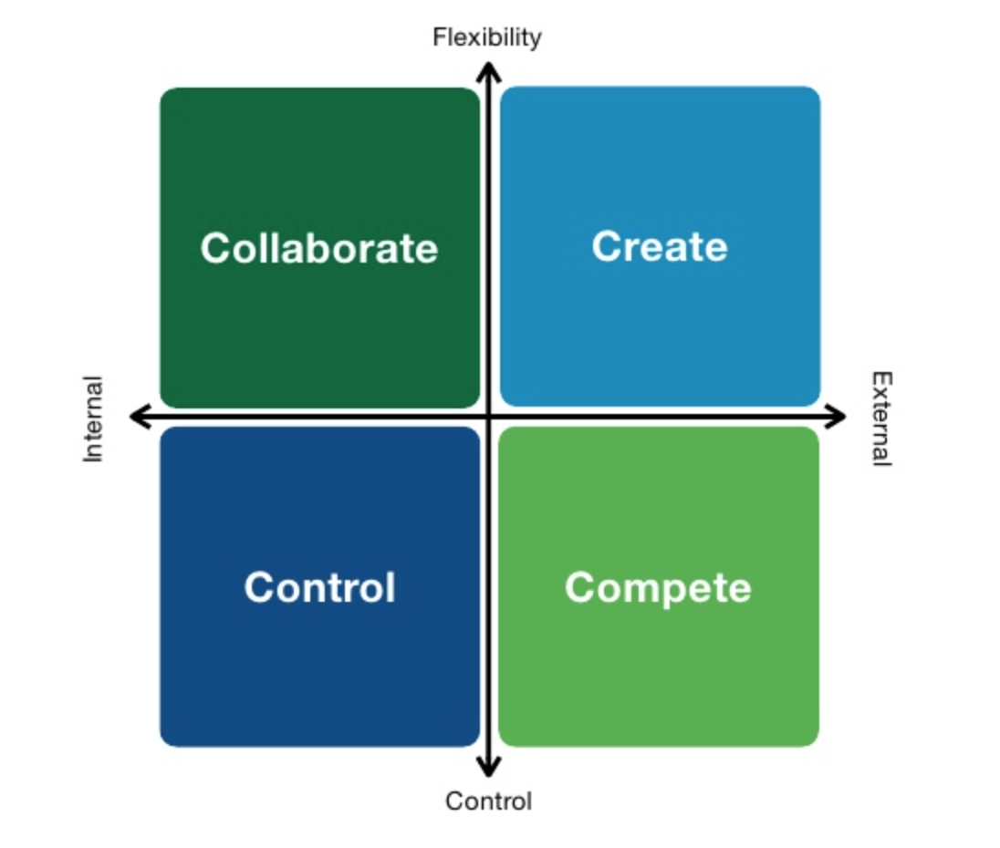 Flexibility
Collaborate
Create
Internal
External
Control
Compete
Control